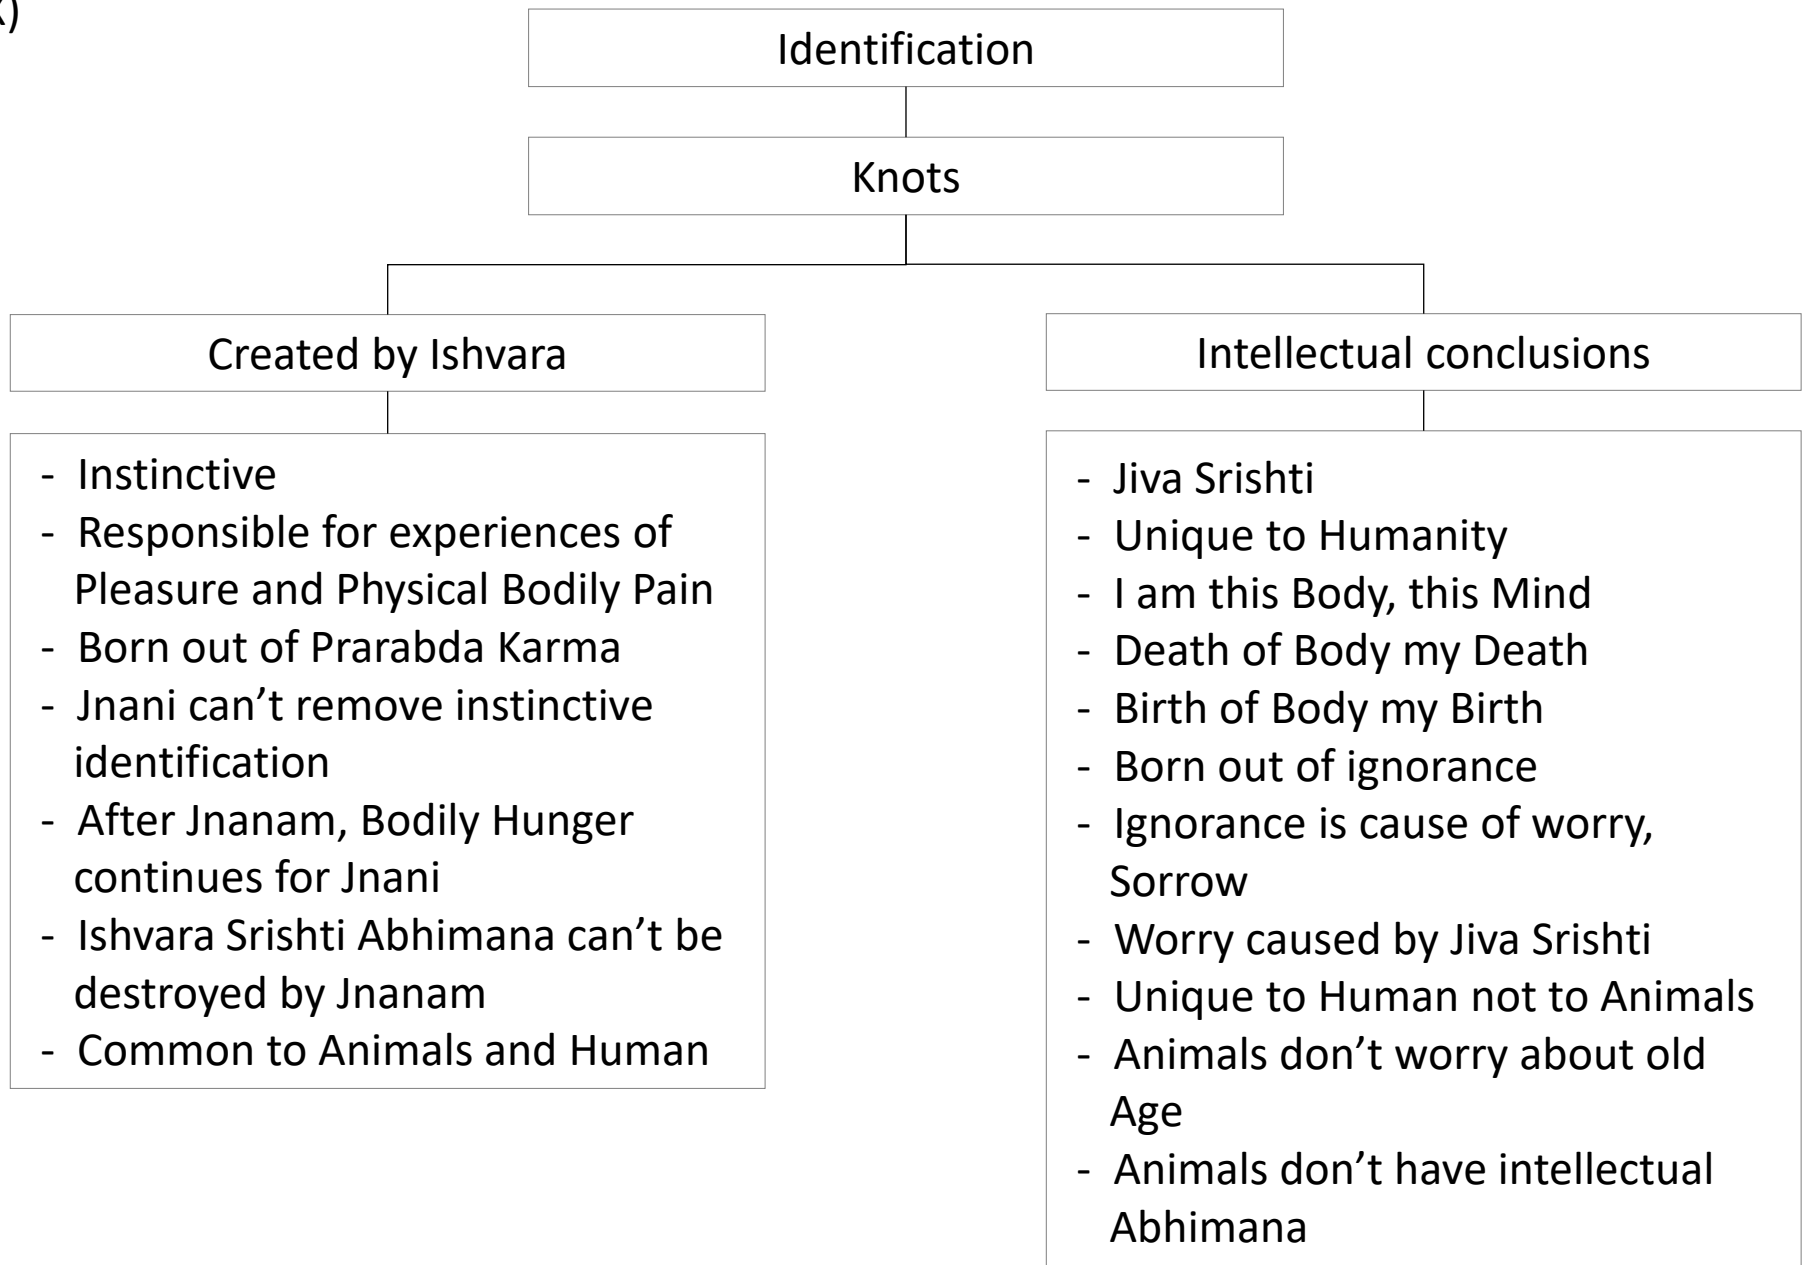 X)
Identification
Knots
Created by Ishvara
- Instinctive
- Responsible for experiences of
Pleasure and Physical Bodily Pain
- Born out of Prarabda Karma
- Jnani can’t remove instinctive
identification
- After Jnanam, Bodily Hunger
continues for Jnani
- Ishvara Srishti Abhimana can’t be
destroyed by Jnanam
- Common to Animals and Human
Intellectual conclusions
- Jiva Srishti
- Unique to Humanity
- I am this Body, this Mind
- Death of Body my Death
- Birth of Body my Birth
- Born out of ignorance
- Ignorance is cause of worry,
Sorrow
- Worry caused by Jiva Srishti
- Unique to Human not to Animals
- Animals don’t worry about old
Age
- Animals don’t have intellectual
Abhimana